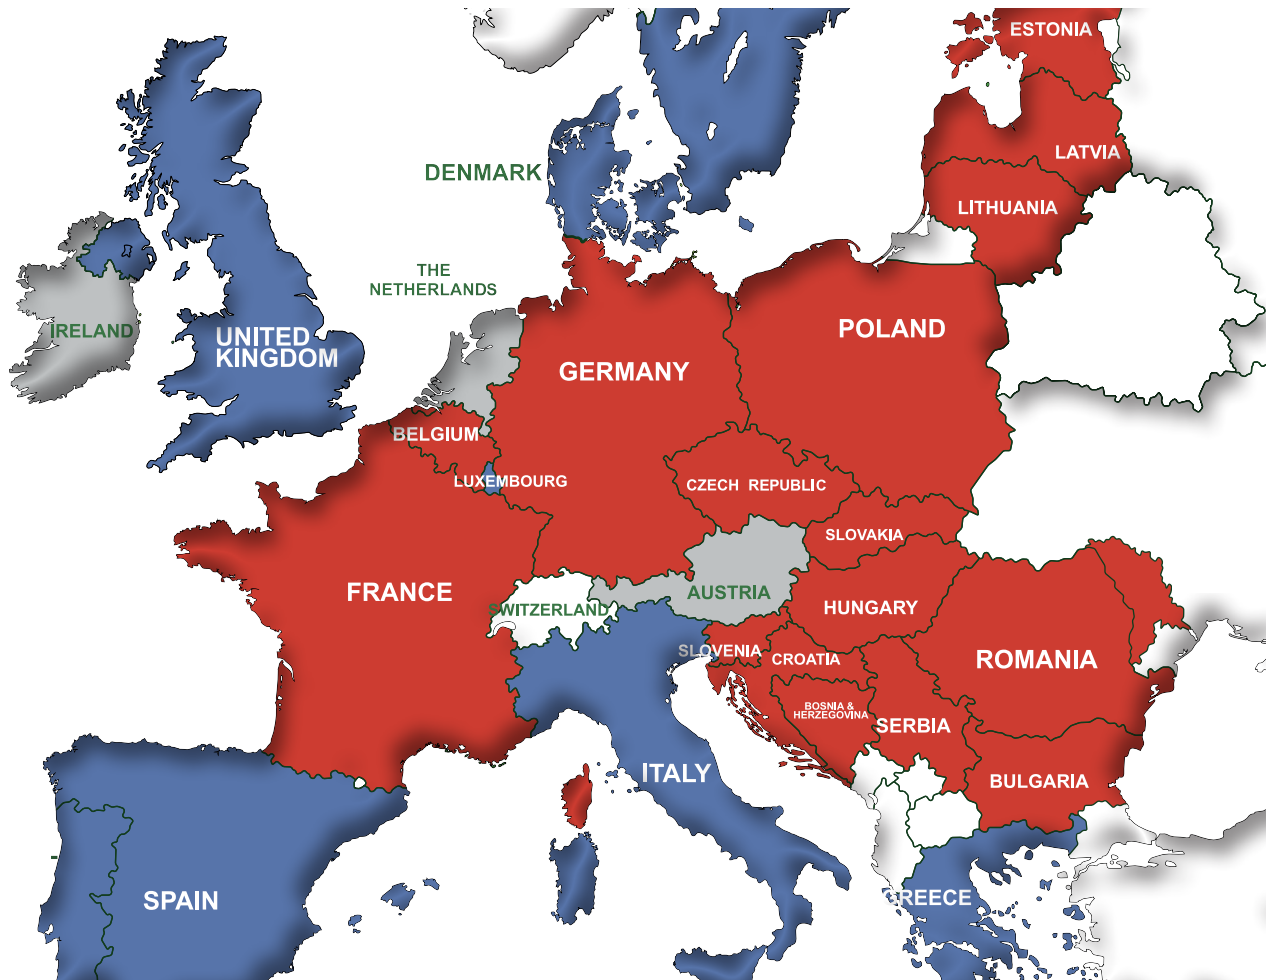 ESTONIA
LATVIA
DENMARK
LITHUANIA
THE
NETHERLANDS
IRELAND
UNITED
KINGDOM
POLAND
GERMANY
BELGIUM
LUXEMBOURG
CZECH REPUBLIC
SLOVAKIA
FRANCE
SWITZERLAND
AUSTRIA
HUNGARY
SLOVENIA
CROATIA
ROMANIA
BOSNIA &
HERZEGOVINA
SERBIA
ITALY
BULGARIA
SPAIN
GREECE